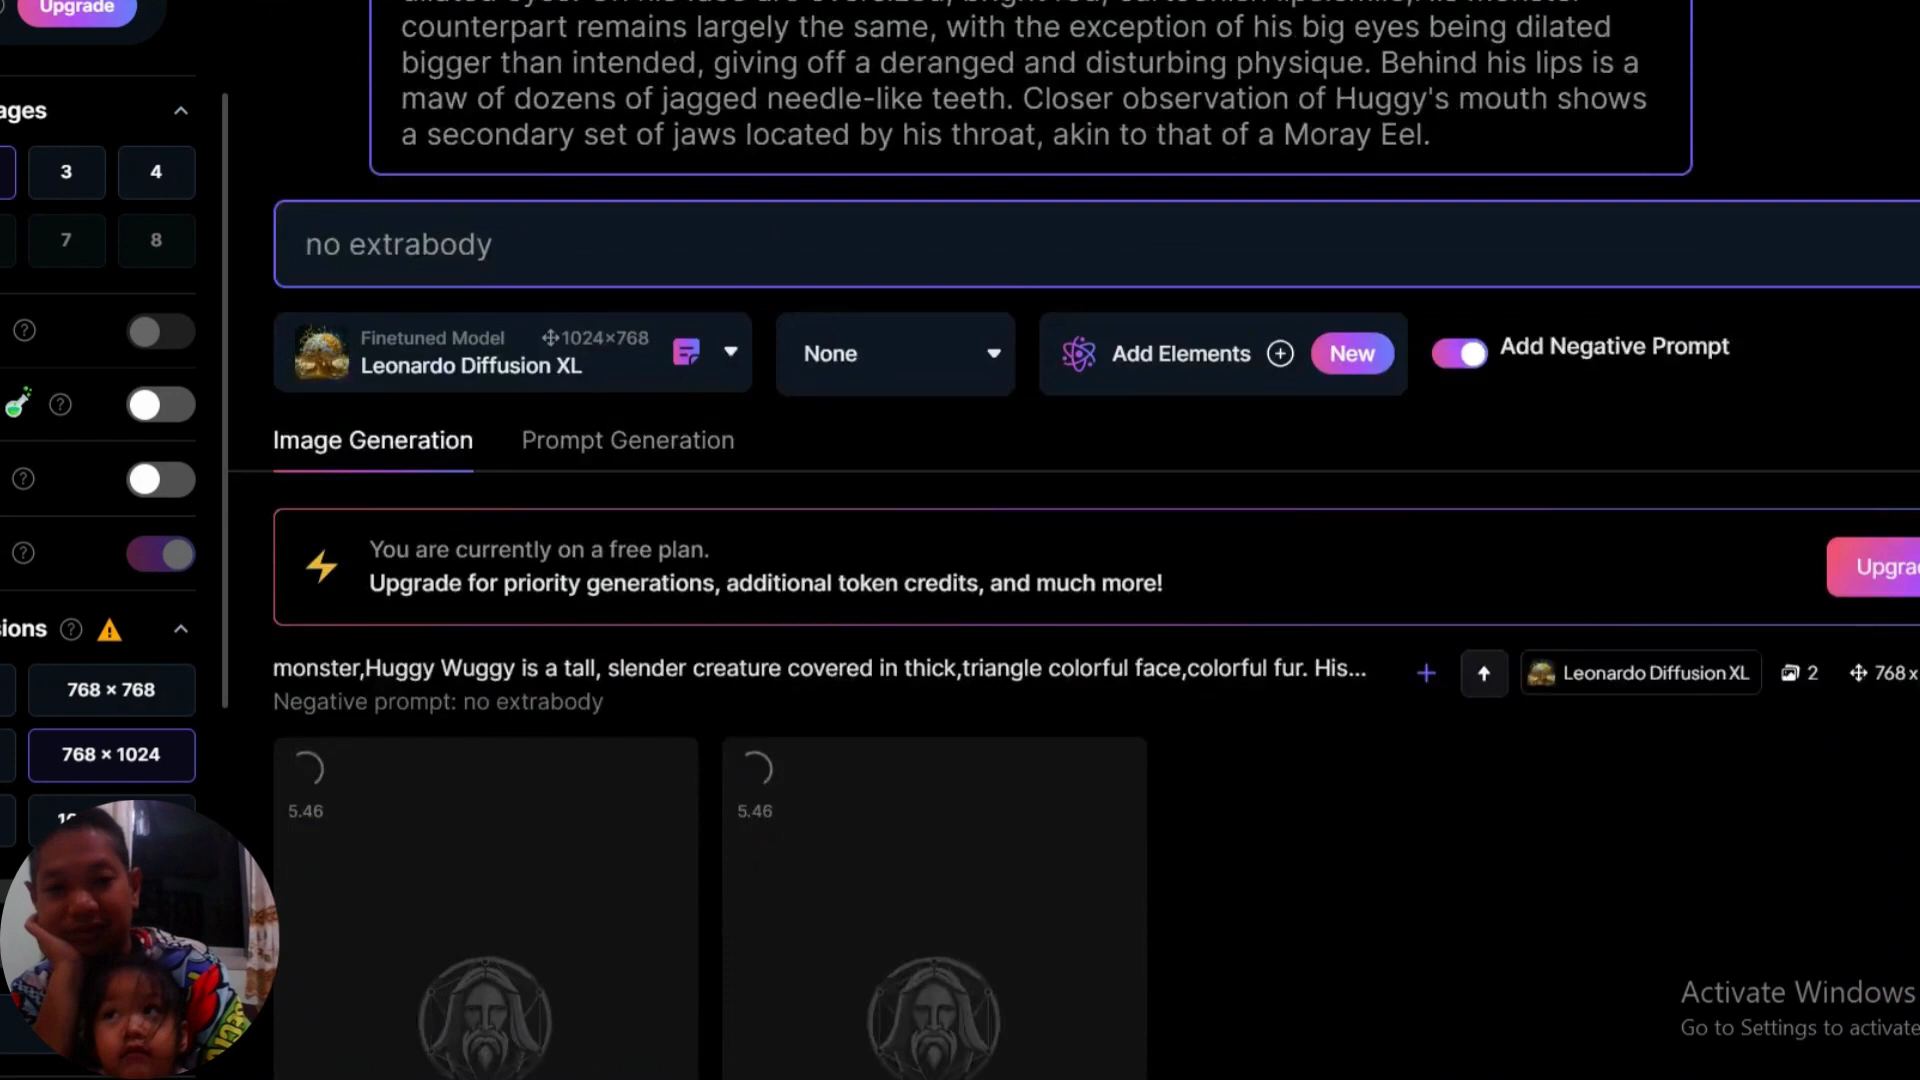 Upgrade
counterpart remains largely the same, with the exception of his big eyes being dilated
bigger than intended, giving off a deranged and disturbing physique. Behind his lips is a
maw of dozens of jagged needle-like teeth. Closer observation of Huggy's mouth shows
a secondary set of jaws located by his throat, akin to that of a Moray Eel.
ages
3
4
7
8
no extrabody
Finetuned Model
1024×768
Leonardo Diffusion XL
None
Add Elements
New
Add Negative Prompt
Image Generation
Prompt Generation
You are currently on a free plan.
Upgrade for priority generations, additional token credits, and much more!
Upgra
sions
768 × 768
768 × 1024
monster,Huggy Wuggy is a tall, slender creature covered in thick,triangle colorful face,colorful fur. His...
Negative prompt: no extrabody
Leonardo Diffusion XL
2
768 x
5.46
5.46
Activate Windows
Go to Settings to activate